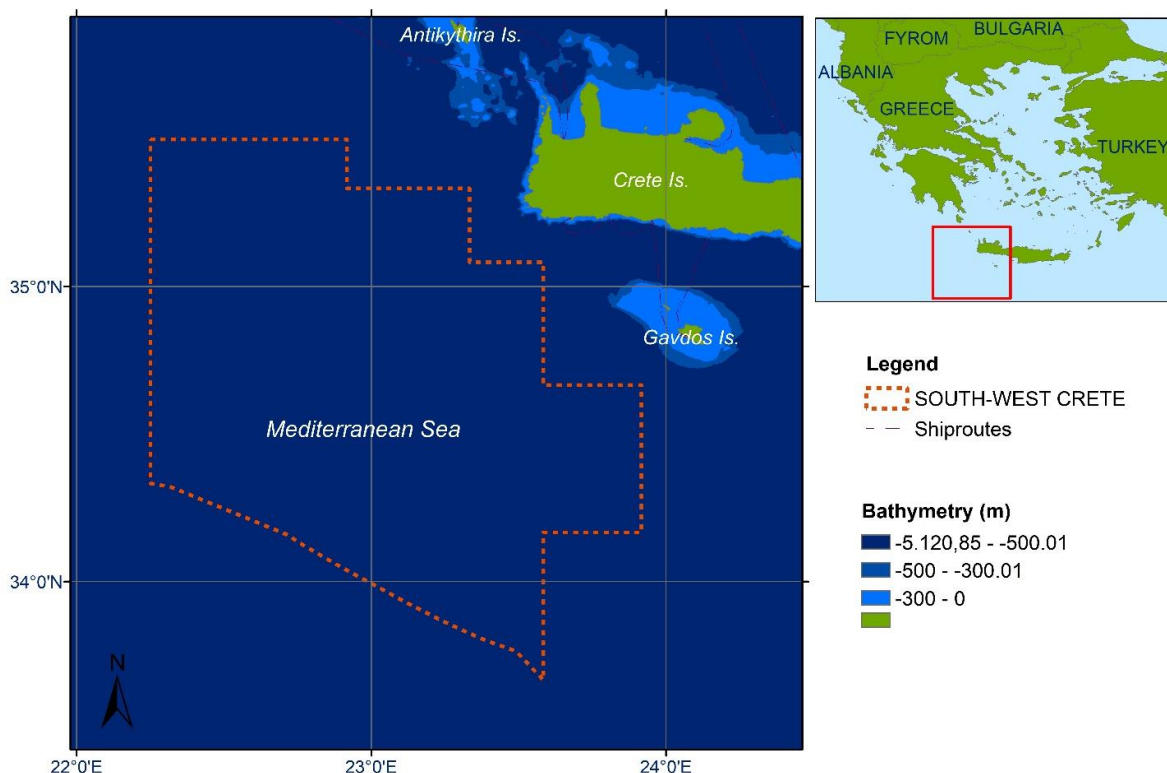 Antikythira Is.
Crete Is.
Gavdos Is.
Mediterranean Sea
35°0'N
34°0'N
N
22°0'E
23°0'E
24°0'E
FYROM
BULGARIA
ALBANIA
GREECE
TURKEY
Legend
SOUTH-WEST CRETE
Shiproutes
Bathymetry (m)
-5.120,85 - -500.01
-500 - -300.01
-300 - 0